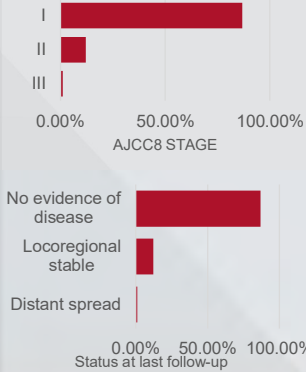 I
II
III
0.00% 50.00% 100.00%
AJCC8 STAGE
No evidence of
disease
Locoregional
stable
Distant spread
0.00% 50.00% 100.00%
Status at last follow-up